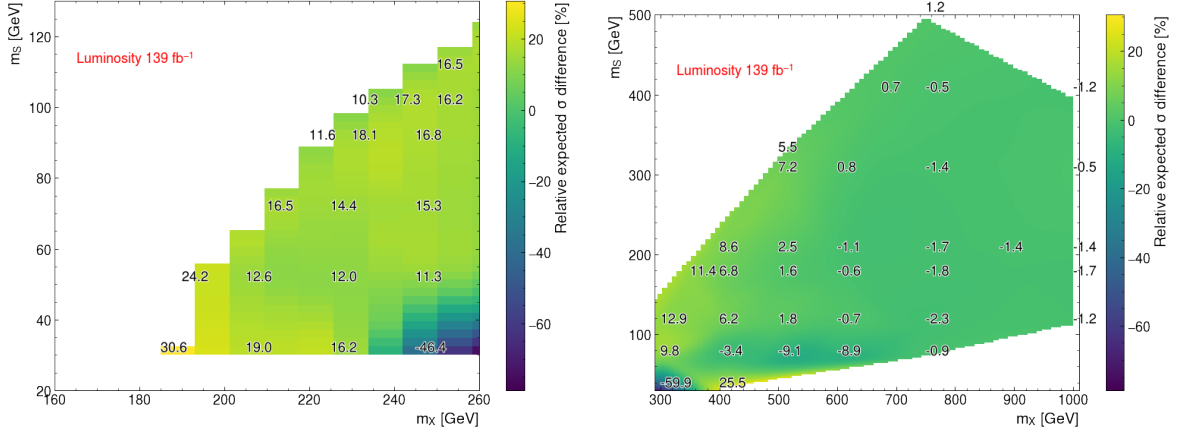 m_S [GeV]
120
100
80
60
40
20
Luminosity 139 fb⁻¹
16.5
10.3 17.3 16.2
11.6 18.1 16.8
16.5 14.4 15.3
24.2 12.6 12.0 11.3
30.6 19.0 16.2 -46.4
160 180 200 220 240 260
m_X [GeV]
20
0
−20
−40
−60
Relative expected σ difference [%]
m_S [GeV]
500
400
300
200
100
Luminosity 139 fb⁻¹
1.2
0.7 -0.5 -1.2
5.5
7.2 0.8 -1.4 -0.5
8.6 2.5 -1.1 -1.7 -1.4 -1.4
11.4 6.8 1.6 -0.6 -1.8 -1.7
12.9 6.2 1.8 -0.7 -2.3 -1.2
9.8 -3.4 -9.1 -8.9 -0.9
-59.9 25.5
300 400 500 600 700 800 900 1000
m_X [GeV]
20
0
−20
−40
−60
Relative expected σ difference [%]